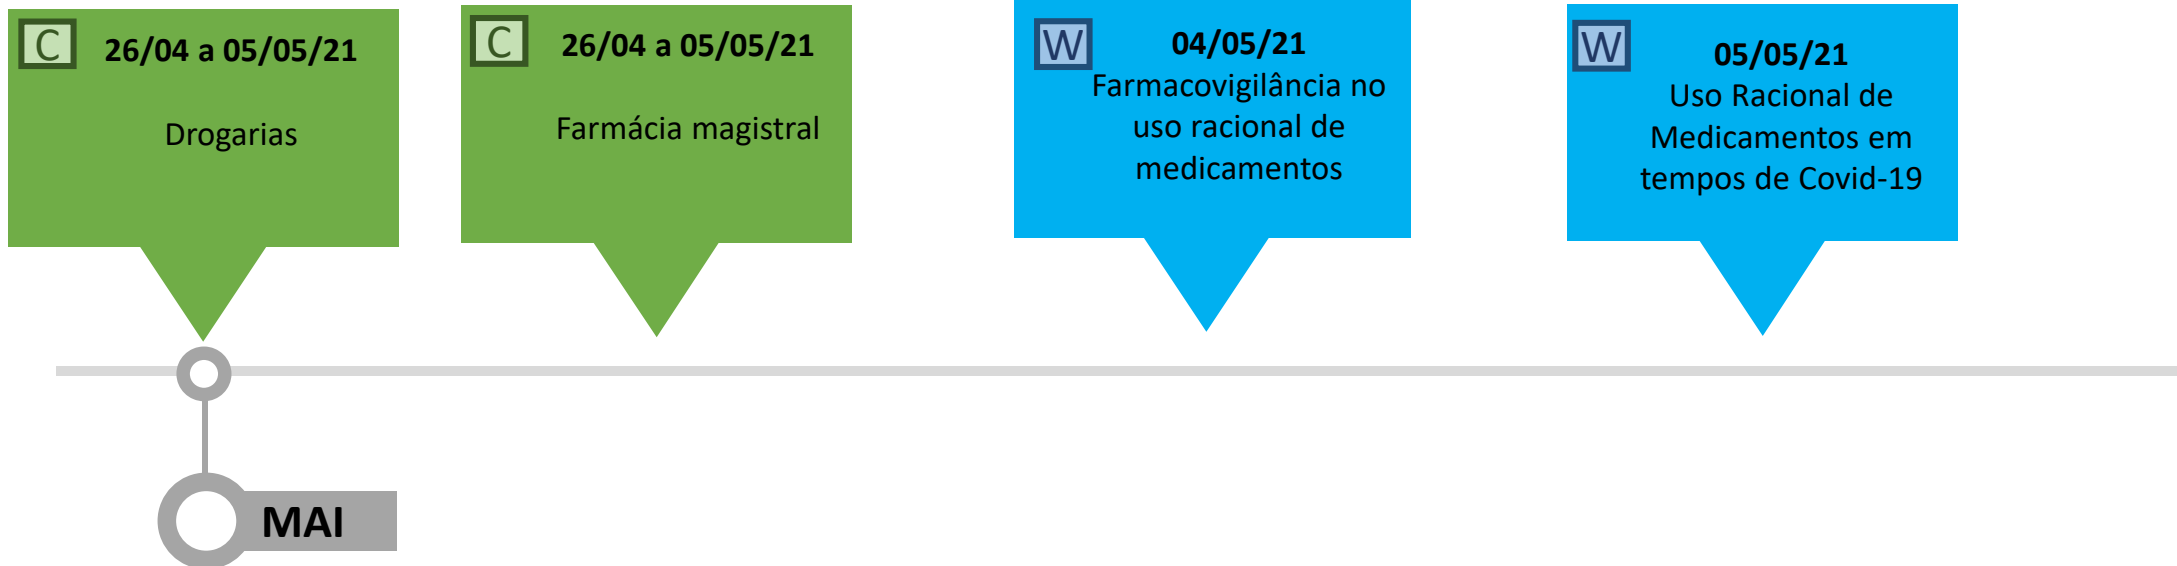 C
26/04 a 05/05/21
Drogarias
C
26/04 a 05/05/21
Farmácia magistral
W
04/05/21
Farmacovigilância no
uso racional de
medicamentos
W
05/05/21
Uso Racional de
Medicamentos em
tempos de Covid-19
MAI